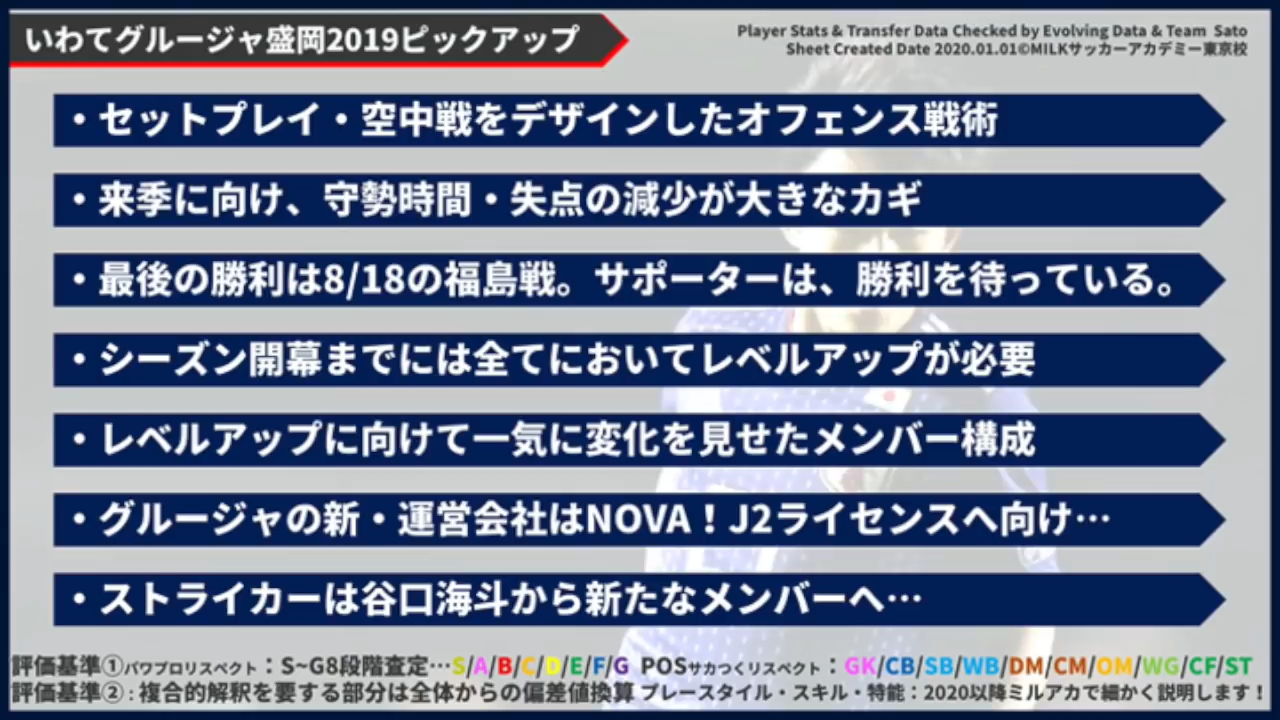 いわてグルージャ盛岡2019ピックアップ
Player Stats & Transfer Data Checked by Evolving Data & Team Sato
Sheet Created Date 2020.01.01©MILKサッカーアカデミー東京校
・セットプレイ・空中戦をデザインしたオフェンス戦術
・来季に向け、守勢時間・失点の減少が大きなカギ
・最後の勝利は8/18の福島戦。サポーターは、勝利を待っている。
・シーズン開幕までには全てにおいてレベルアップが必要
・レベルアップに向けて一気に変化を見せたメンバー構成
・グルージャの新・運営会社はNOVA！J2ライセンスへ向け…
・ストライカーは谷口海斗から新たなメンバーへ…
評価基準①パワプロリスペクト：S~G8段階査定…S/A/B/C/D/E/F/G POSサカつくリスペクト：GK/CB/SB/WB/DM/CM/OM/WG/CF/ST
評価基準②：複合的解釈を要する部分は全体からの偏差値換算 プレースタイル・スキル・特能：2020以降ミルアカで細かく説明します！